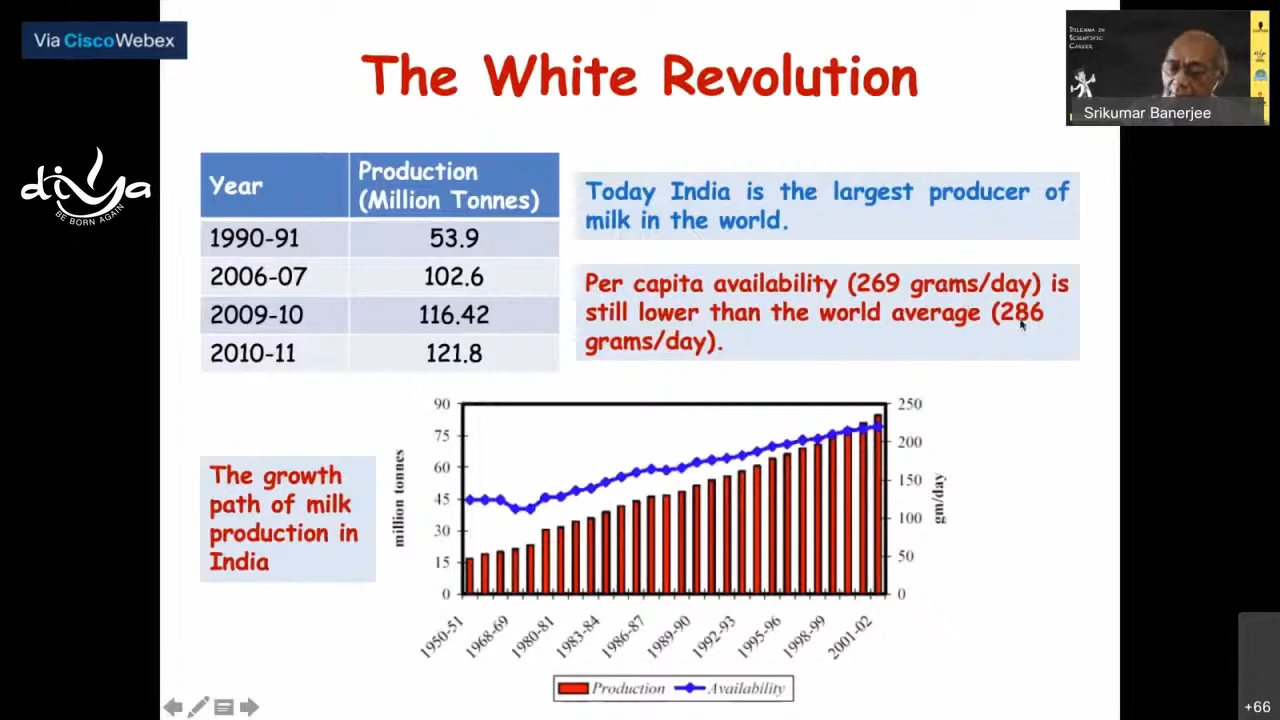 Via CiscoWebex
The White Revolution
DILEMMA IN
SCIENTIFIC
CAREER
Srikumar Banerjee
diya
BE BORN AGAIN
Year
Production
(Million Tonnes)
1990-91 53.9
2006-07 102.6
2009-10 116.42
2010-11 121.8
Today India is the largest producer of
milk in the world.
Per capita availability (269 grams/day) is
still lower than the world average (286
grams/day).
The growth
path of milk
production in
India
million tonnes
90
75
60
45
30
15
0
250
200
150
100
50
0
gm/day
1950-51
1968-69
1980-81
1983-84
1986-87
1989-90
1992-93
1995-96
1998-99
2001-02
Production Availability
+66